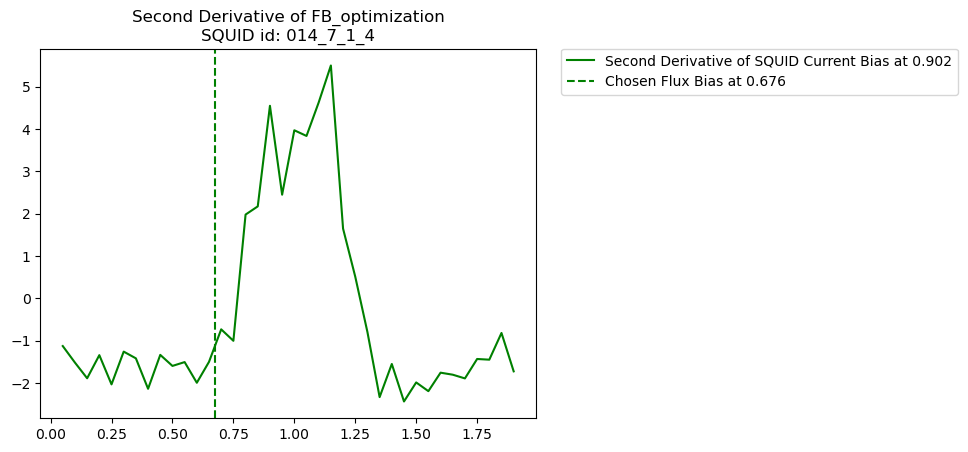 Second Derivative of FB_optimization
SQUID id: 014_7_1_4
Second Derivative of SQUID Current Bias at 0.902
Chosen Flux Bias at 0.676
5
4
3
2
1
0
−1
−2
0.00 0.25 0.50 0.75 1.00 1.25 1.50 1.75